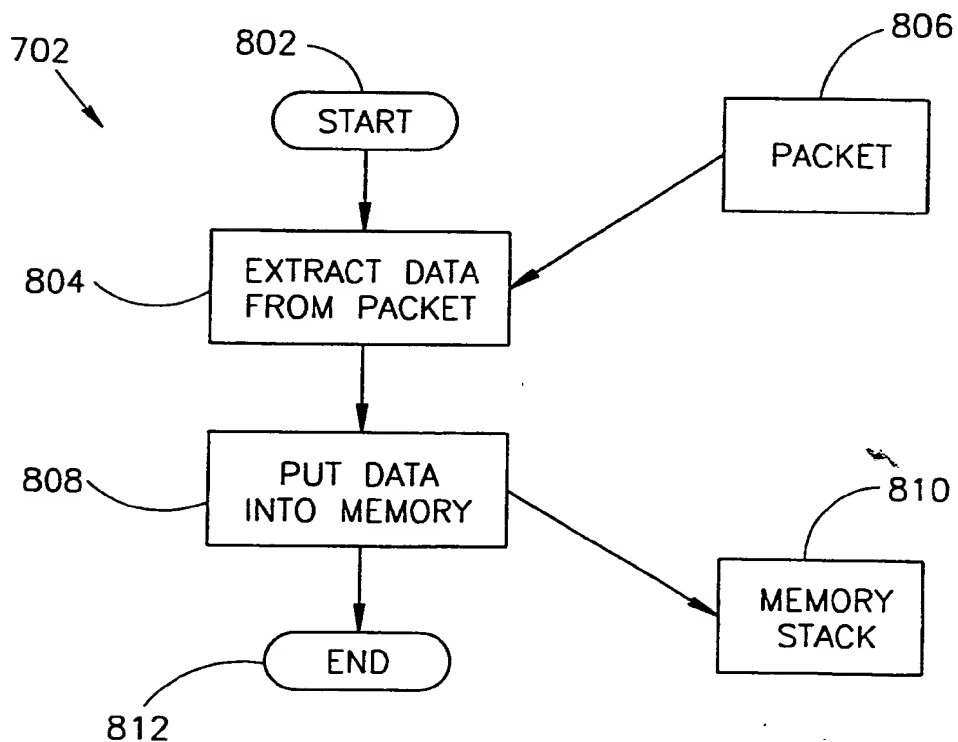 702
802
806
START
PACKET
804
EXTRACT DATA
FROM PACKET
808
PUT DATA
INTO MEMORY
810
MEMORY
STACK
END
812